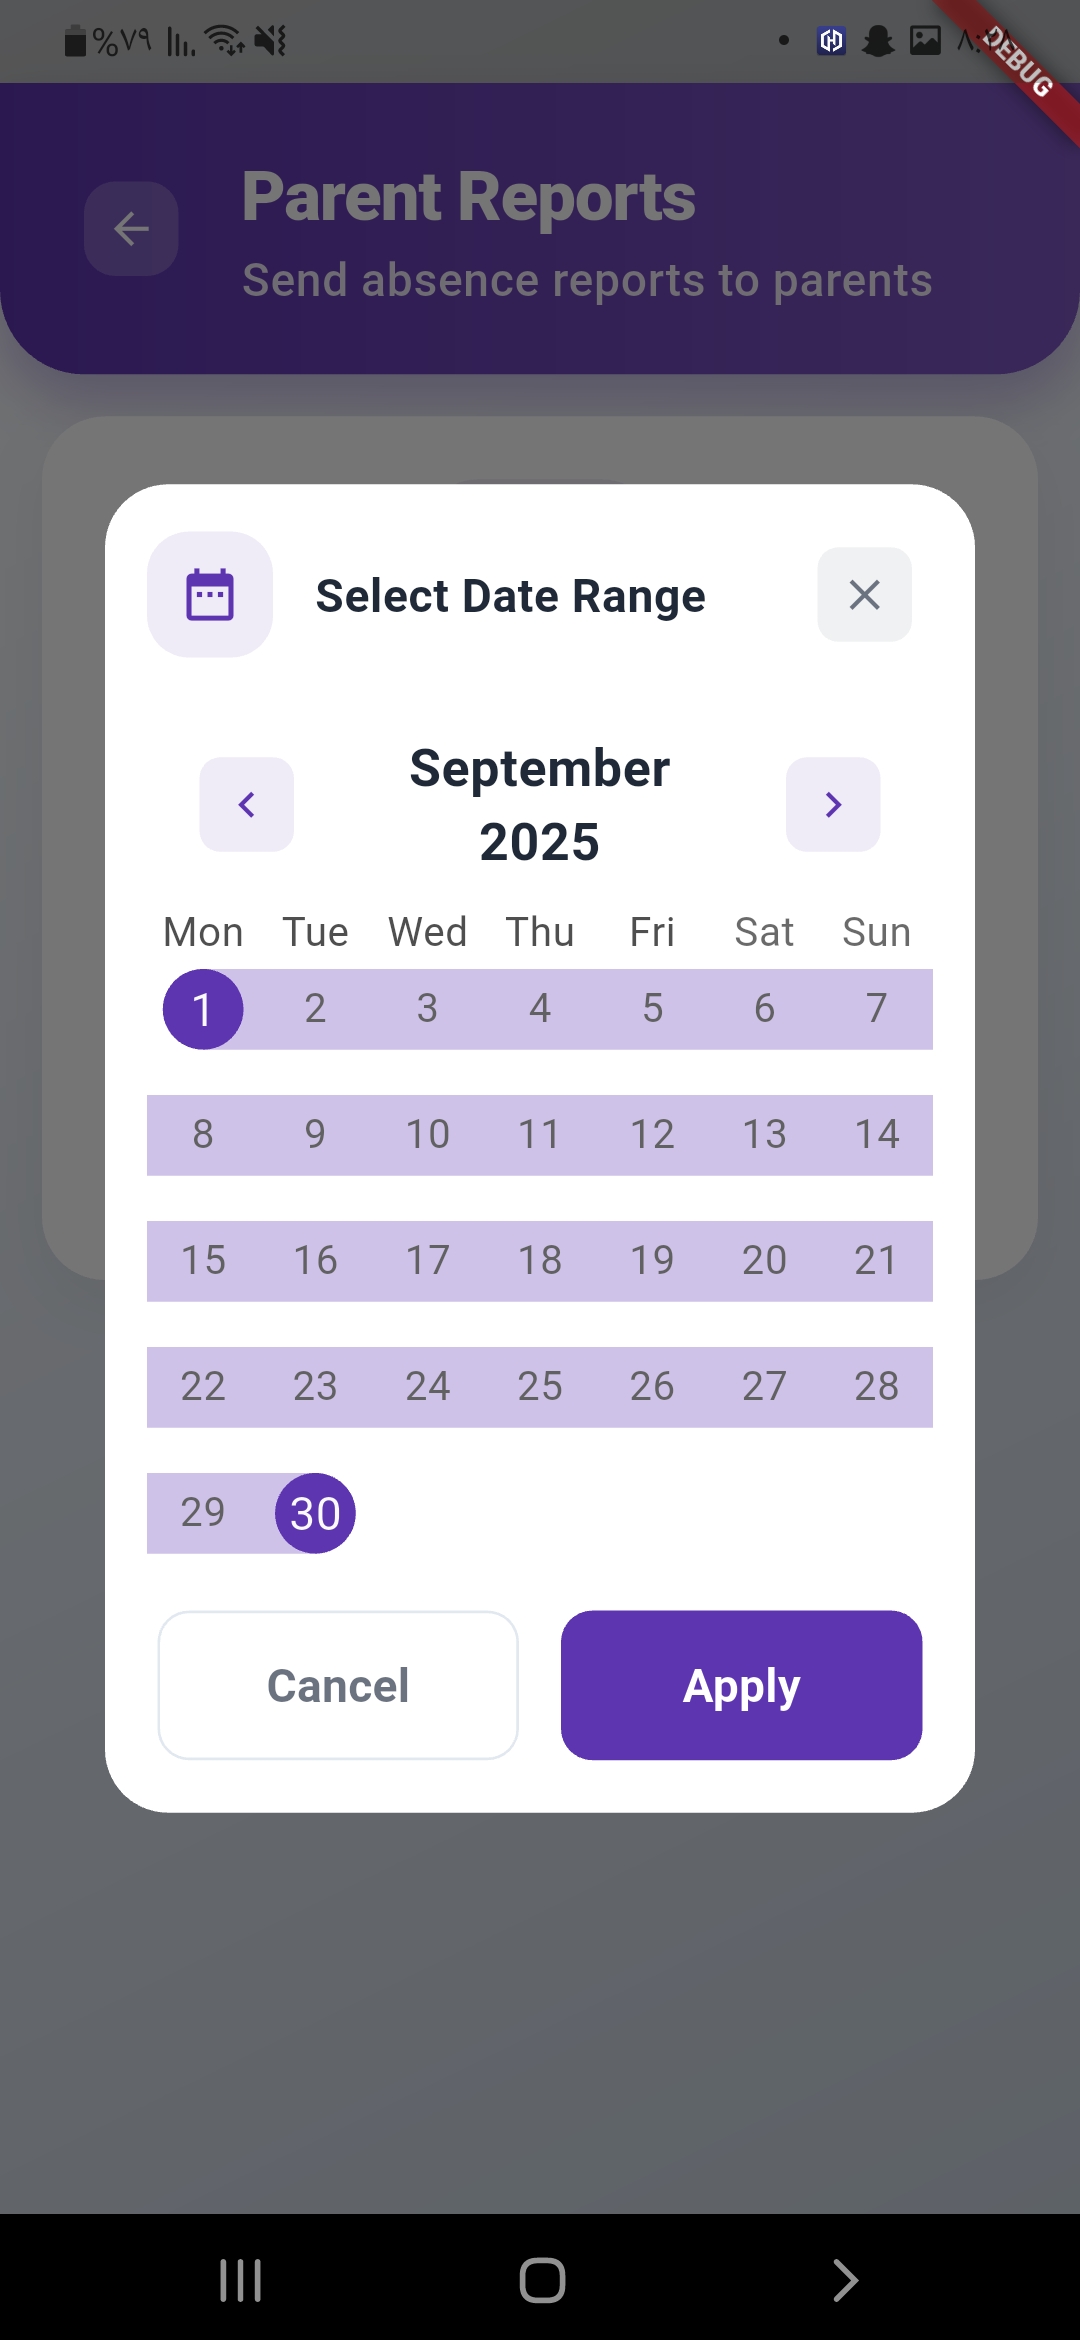 %٧٩
DEBUG
Parent Reports
Send absence reports to parents
Select Date Range
September
2025
Mon Tue Wed Thu Fri Sat Sun
1 2 3 4 5 6 7
8 9 10 11 12 13 14
15 16 17 18 19 20 21
22 23 24 25 26 27 28
29 30
Cancel Apply